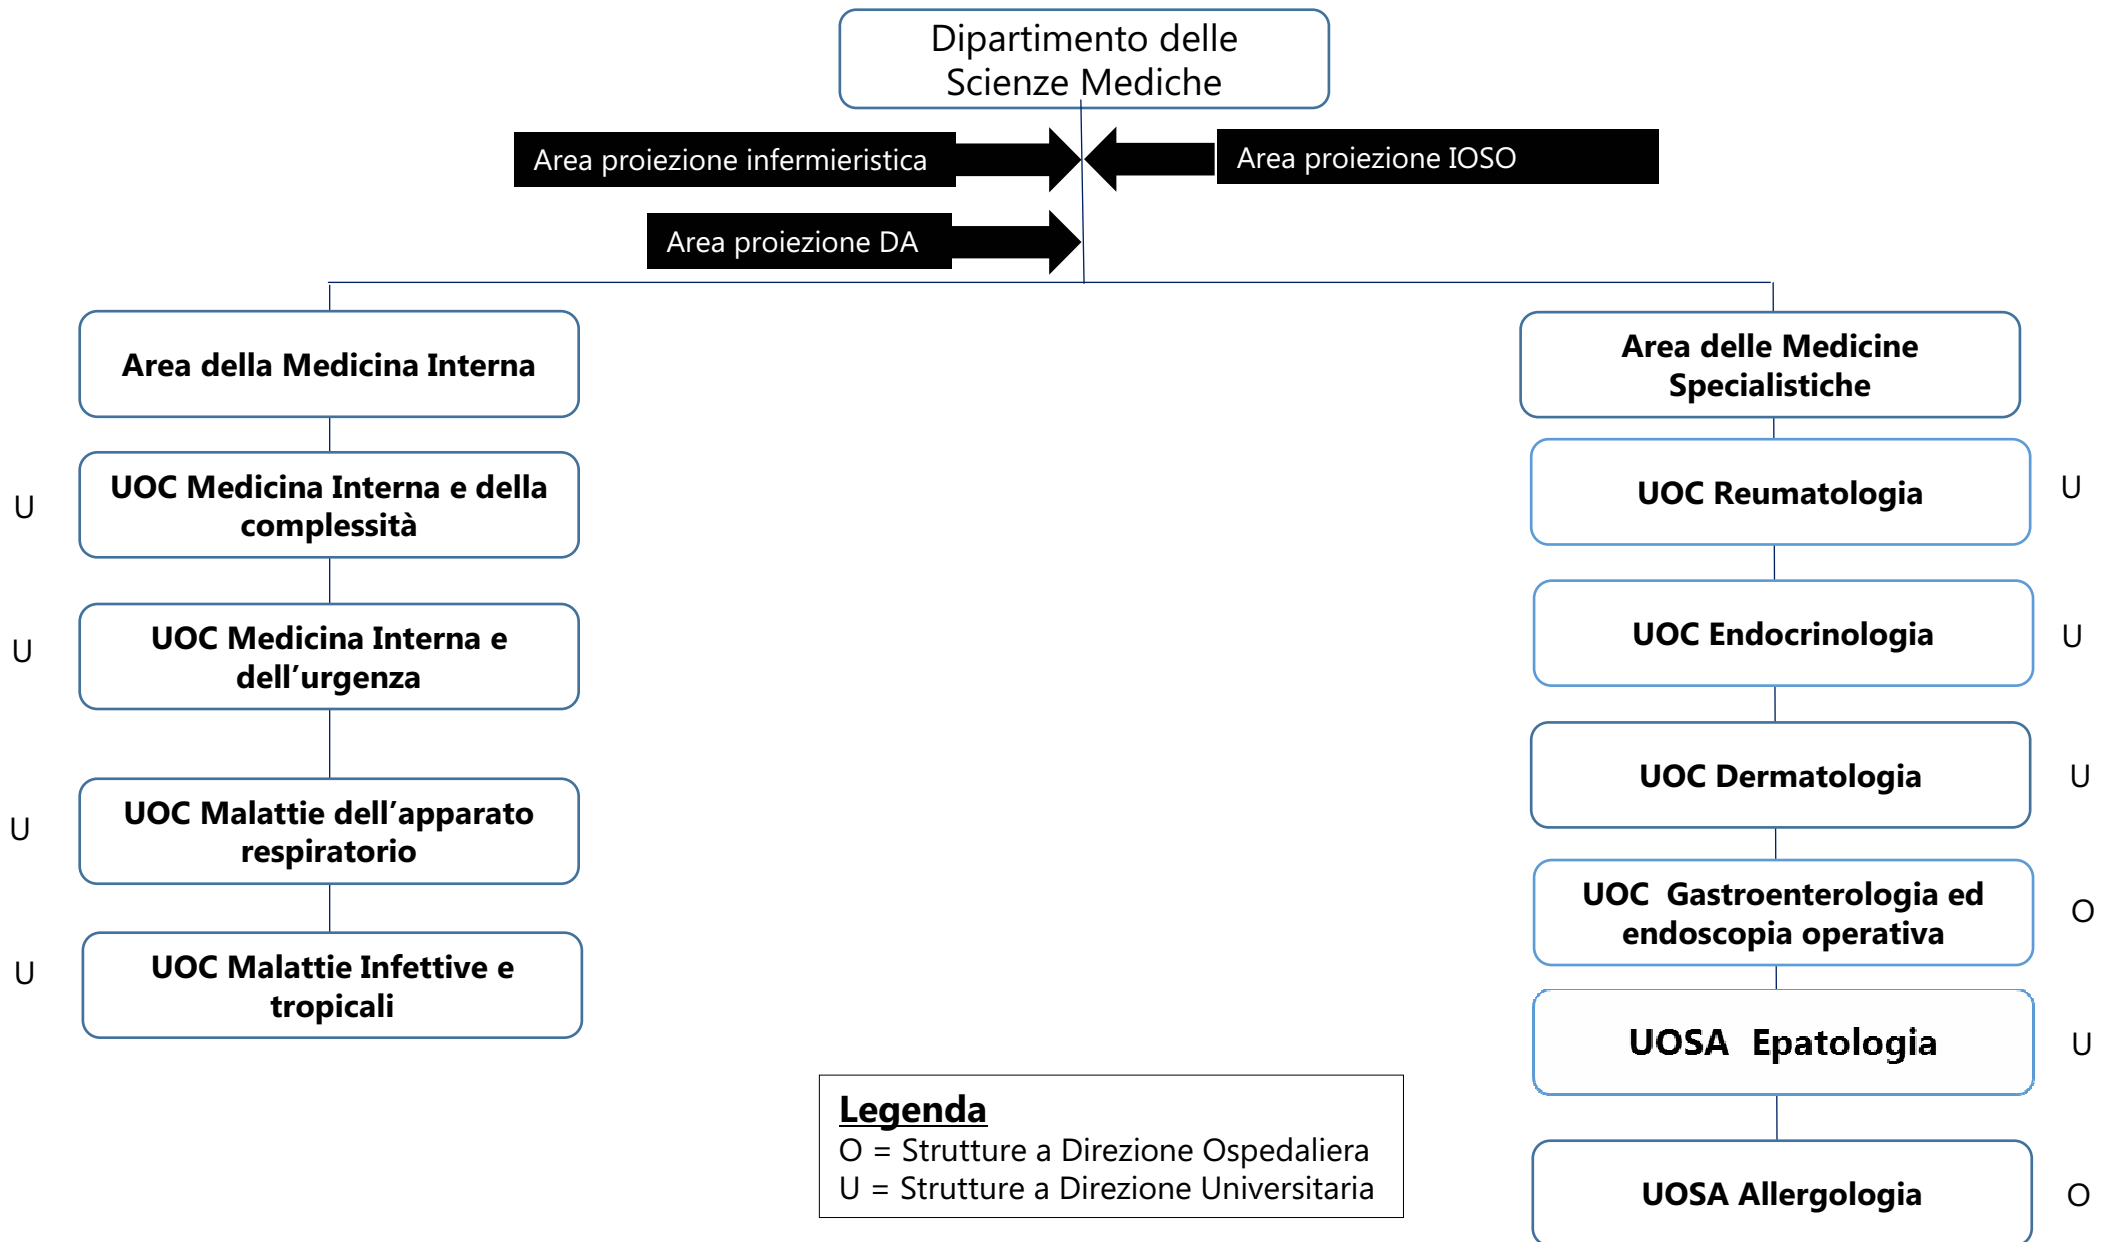 Dipartimento delle
Scienze Mediche
Area proiezione infermieristica
Area proiezione IOSO
Area proiezione DA
Area della Medicina Interna
UOC Medicina Interna e della
complessità
U
UOC Medicina Interna e
dell’urgenza
U
UOC Malattie dell’apparato
respiratorio
U
UOC Malattie Infettive e
tropicali
U
Area delle Medicine
Specialistiche
UOC Reumatologia
U
UOC Endocrinologia
U
UOC Dermatologia
U
UOC  Gastroenterologia ed
endoscopia operativa
O
UOSA  Epatologia
U
UOSA Allergologia
O
Legenda
O = Strutture a Direzione Ospedaliera
U = Strutture a Direzione Universitaria